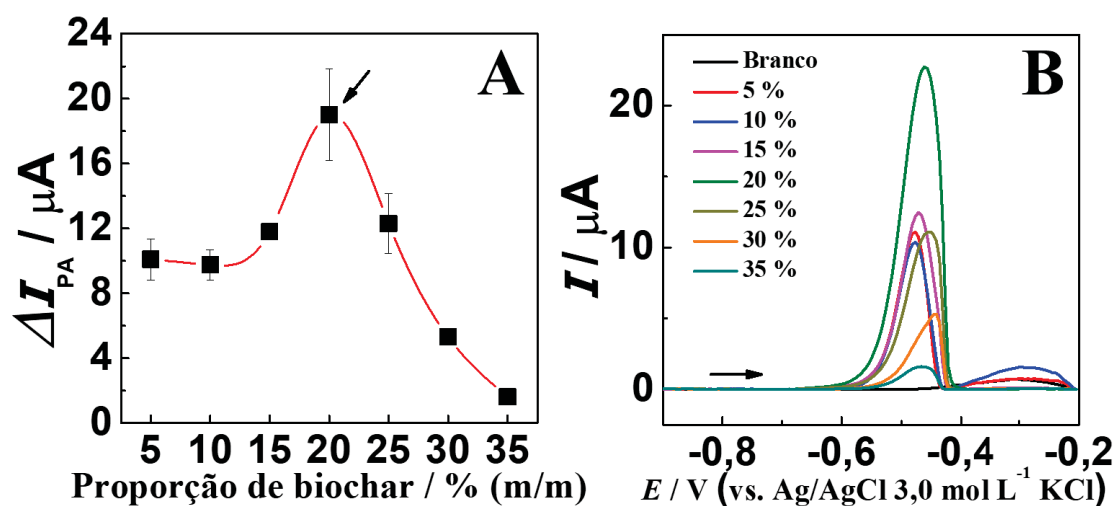 A
24
20
16
12
8
4
0
ΔI_PA / μA
5 10 15 20 25 30 35
Proporção de biochar / % (m/m)
B
Branco
5 %
10 %
15 %
20 %
25 %
30 %
35 %
20
10
0
I / μA
-0,8 -0,6 -0,4 -0,2
E / V (vs. Ag/AgCl 3,0 mol L⁻¹ KCl)